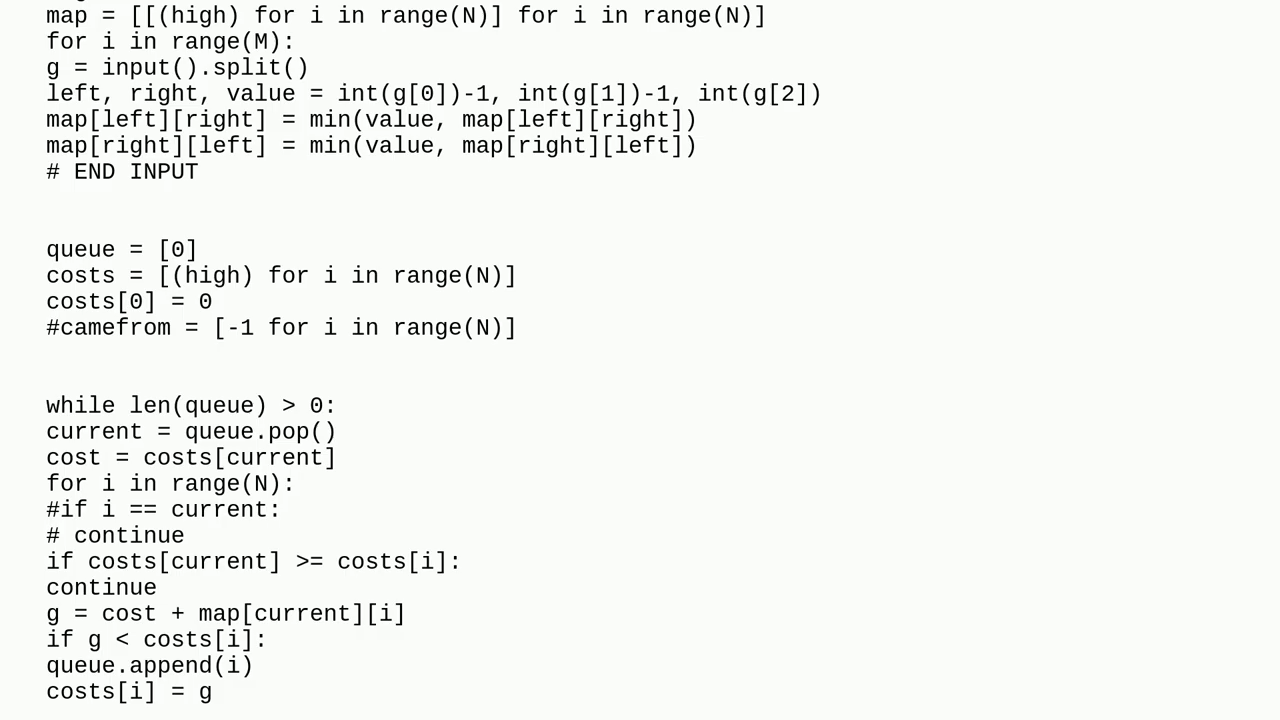 map = [[(high) for i in range(N)] for i in range(N)]
for i in range(M):
g = input().split()
left, right, value = int(g[0])-1, int(g[1])-1, int(g[2])
map[left][right] = min(value, map[left][right])
map[right][left] = min(value, map[right][left])
# END INPUT
queue = [0]
costs = [(high) for i in range(N)]
costs[0] = 0
#camefrom = [-1 for i in range(N)]
while len(queue) > 0:
current = queue.pop()
cost = costs[current]
for i in range(N):
#if i == current:
# continue
if costs[current] >= costs[i]:
continue
g = cost + map[current][i]
if g < costs[i]:
queue.append(i)
costs[i] = g